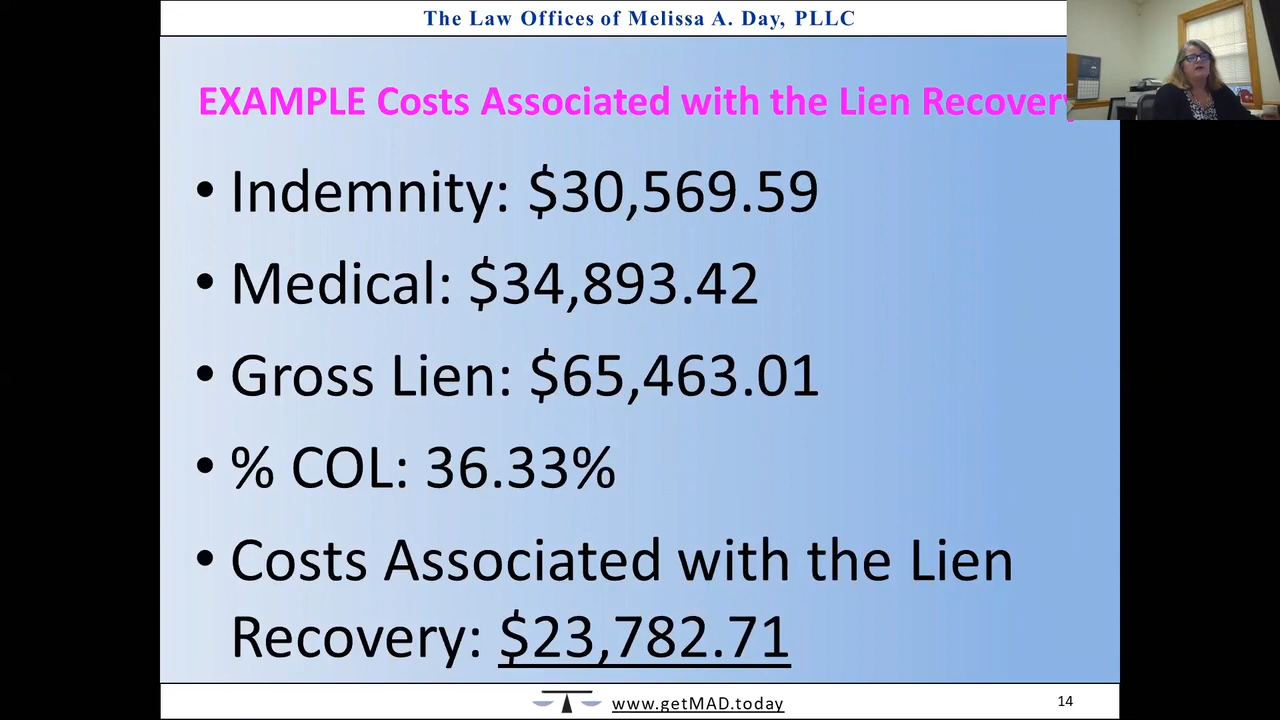 The Law Offices of Melissa A. Day, PLLC
EXAMPLE Costs Associated with the Lien Recovery
• Indemnity: $30,569.59
• Medical: $34,893.42
• Gross Lien: $65,463.01
• % COL: 36.33%
• Costs Associated with the Lien
Recovery: $23,782.71
www.getMAD.today
14